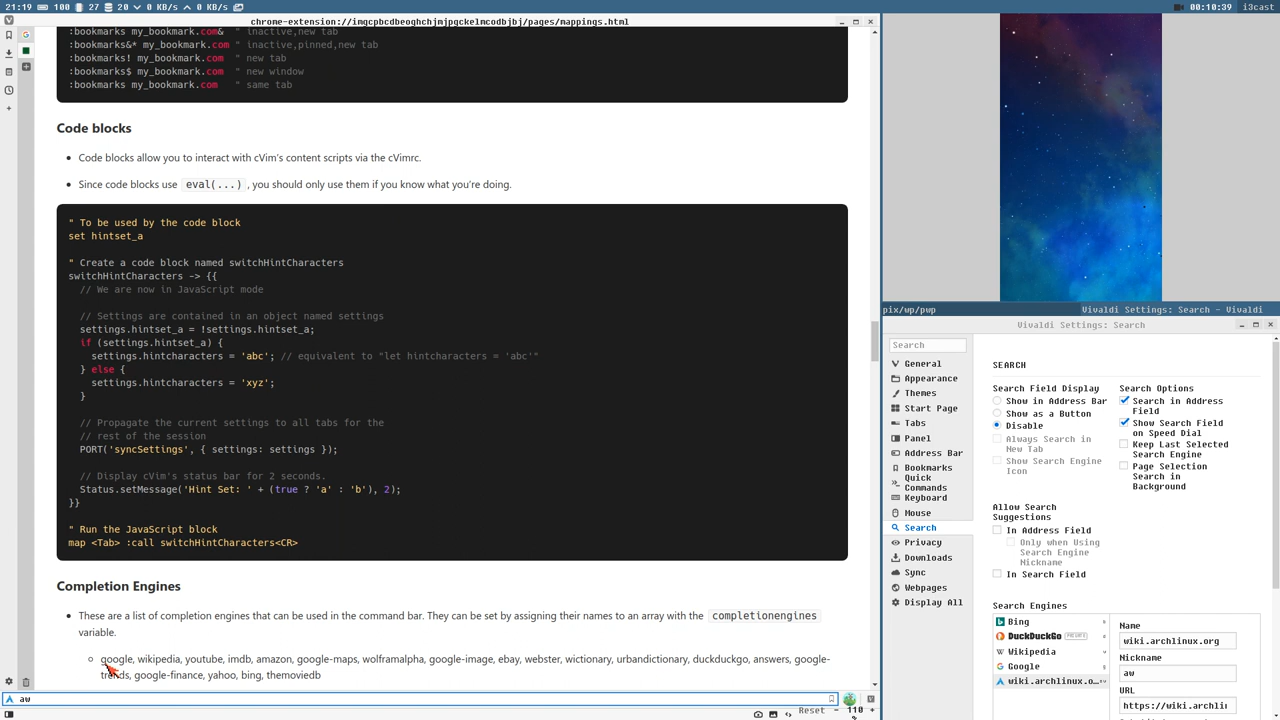 21:19 100 27 20 0 KB/s 0 KB/s
00:10:39 i3cast
chrome-extension://imgcpbcdbeoghchjmjpgckelmcodbjbj/pages/mappings.html
:bookmarks my_bookmark.com& " inactive,new tab
:bookmarks&* my_bookmark.com " inactive,pinned,new tab
:bookmarks! my_bookmark.com " new tab
:bookmarks$ my_bookmark.com " new window
:bookmarks my_bookmark.com " same tab
Code blocks
Code blocks allow you to interact with cVim's content scripts via the cVimrc.
Since code blocks use eval(...), you should only use them if you know what you're doing.
" To be used by the code block
set hintset_a
" Create a code block named switchHintCharacters
switchHintCharacters -> {{
// We are now in JavaScript mode
// Settings are contained in an object named settings
settings.hintset_a = !settings.hintset_a;
if (settings.hintset_a) {
settings.hintcharacters = 'abc'; // equivalent to "let hintcharacters = 'abc'"
} else {
settings.hintcharacters = 'xyz';
}
// Propagate the current settings to all tabs for the
// rest of the session
PORT('syncSettings', { settings: settings });
// Display cVim's status bar for 2 seconds.
Status.setMessage('Hint Set: ' + (true ? 'a' : 'b'), 2);
}}
" Run the JavaScript block
map <Tab> :call switchHintCharacters<CR>
Completion Engines
These are a list of completion engines that can be used in the command bar. They can be set by assigning their names to an array with the completionengines
variable.
google, wikipedia, youtube, imdb, amazon, google-maps, wolframalpha, google-image, ebay, webster, wictionary, urbandictionary, duckduckgo, answers, google-
trends, google-finance, yahoo, bing, themoviedb
aw
Reset - 110 +
%
pix/wp/pwp Vivaldi Settings: Search - Vivaldi
Vivaldi Settings: Search
Search
General
Appearance
Themes
Start Page
Tabs
Panel
Address Bar
Bookmarks
Quick
Commands
Keyboard
Mouse
Search
Privacy
Downloads
Sync
Webpages
Display All
SEARCH
Search Field Display
Show in Address Bar
Show as a Button
Disable
Always Search in
New Tab
Show Search Engine
Icon
Search Options
Search in Address
Field
Show Search Field
on Speed Dial
Keep Last Selected
Search Engine
Page Selection
Search in
Background
Allow Search
Suggestions
In Address Field
Only when Using
Search Engine
Nickname
In Search Field
Search Engines
Bing
DuckDuckGo PRIVATE
Wikipedia
Google
wiki.archlinux.o…
Name
wiki.archlinux.org
Nickname
aw
URL
https://wiki.archli